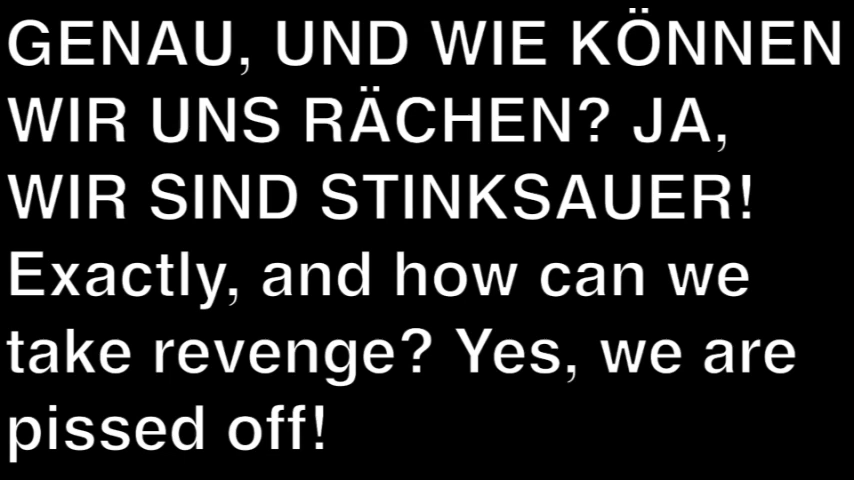 GENAU, UND WIE KÖNNEN
WIR UNS RÄCHEN? JA,
WIR SIND STINKSAUER!
Exactly, and how can we
take revenge? Yes, we are
pissed off!